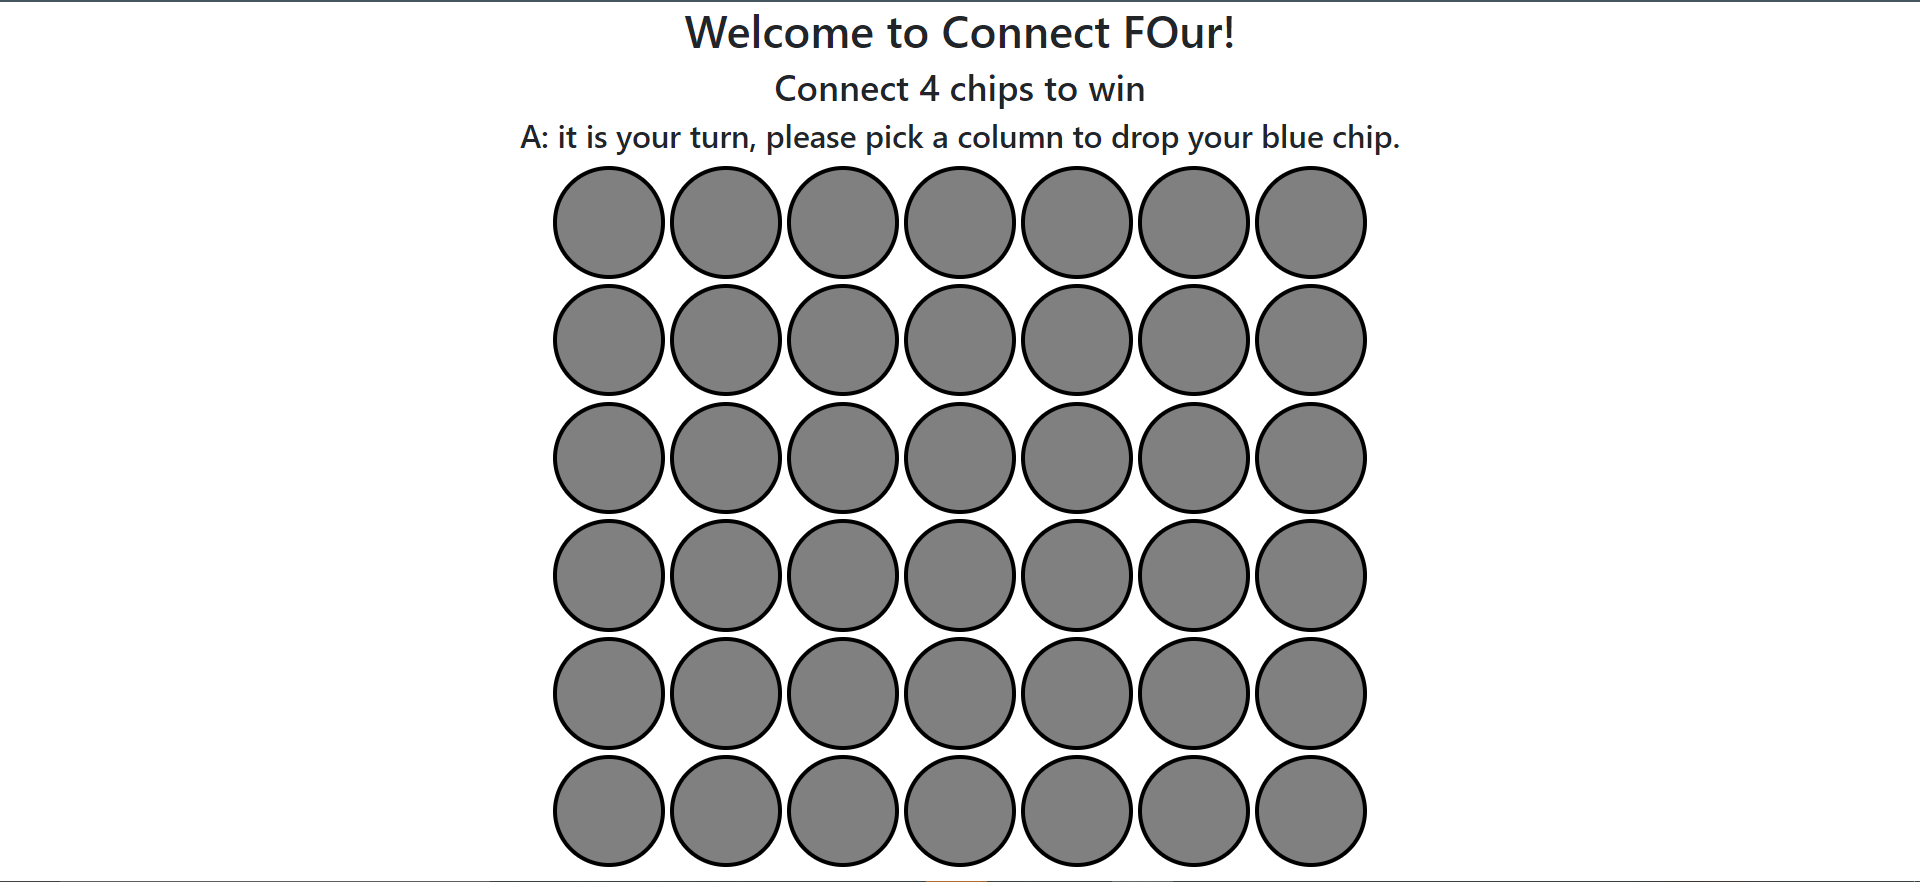 Welcome to Connect FOur!
Connect 4 chips to win
A: it is your turn, please pick a column to drop your blue chip.